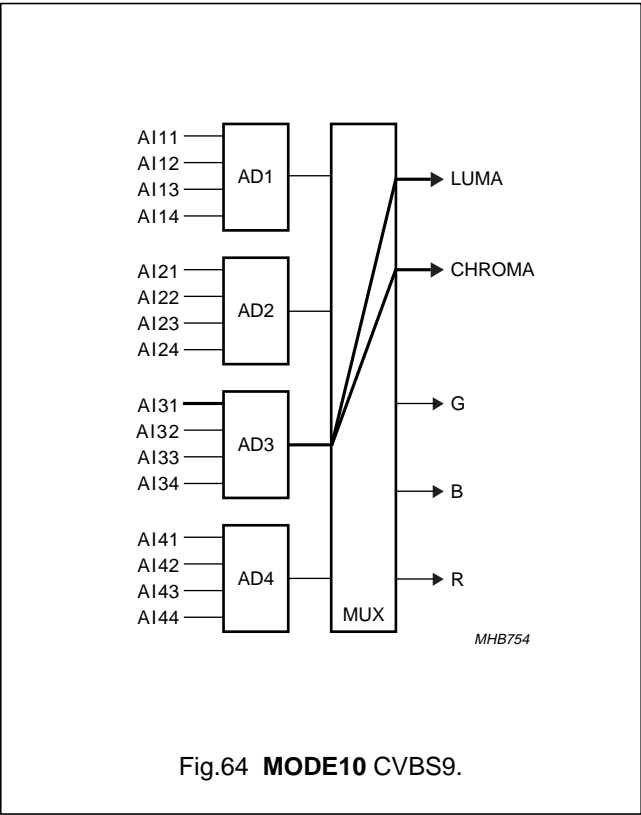 AI11
AI12
AI13
AI14
AD1
AI21
AI22
AI23
AI24
AD2
AI31
AI32
AI33
AI34
AD3
AI41
AI42
AI43
AI44
AD4
MUX
LUMA
CHROMA
G
B
R
MHB754
Fig.64 MODE10 CVBS9.